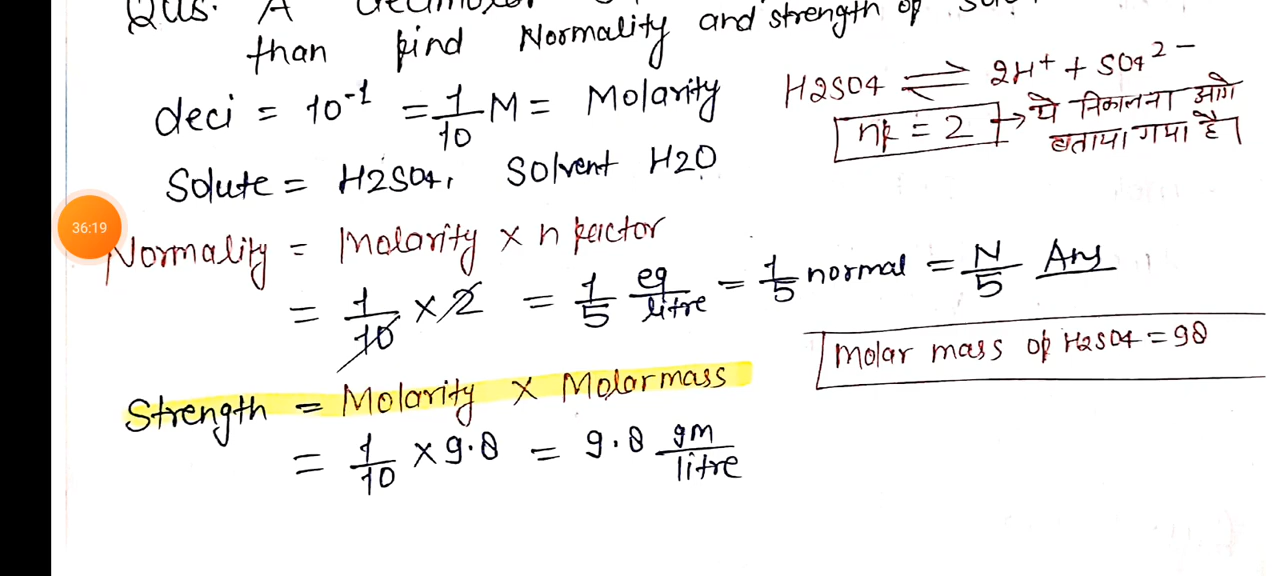 Qus. A
than find Normality and strength of
deci = 10⁻¹ = 1/10 M = Molarity
H2SO4 ⇌ 2H⁺ + SO4²⁻
nf = 2 → ये निकालना आगे
बताया गया है।
Solute = H2SO4, Solvent H2O
36:19
Normality = Molarity × n factor
= 1/10 × 2 = 1/5 eq/litre = 1/5 normal = N/5 Ans
Molar mass of H2SO4 = 98
Strength = Molarity × Molar mass
= 1/10 × 9.8 = 9.8 gm/litre